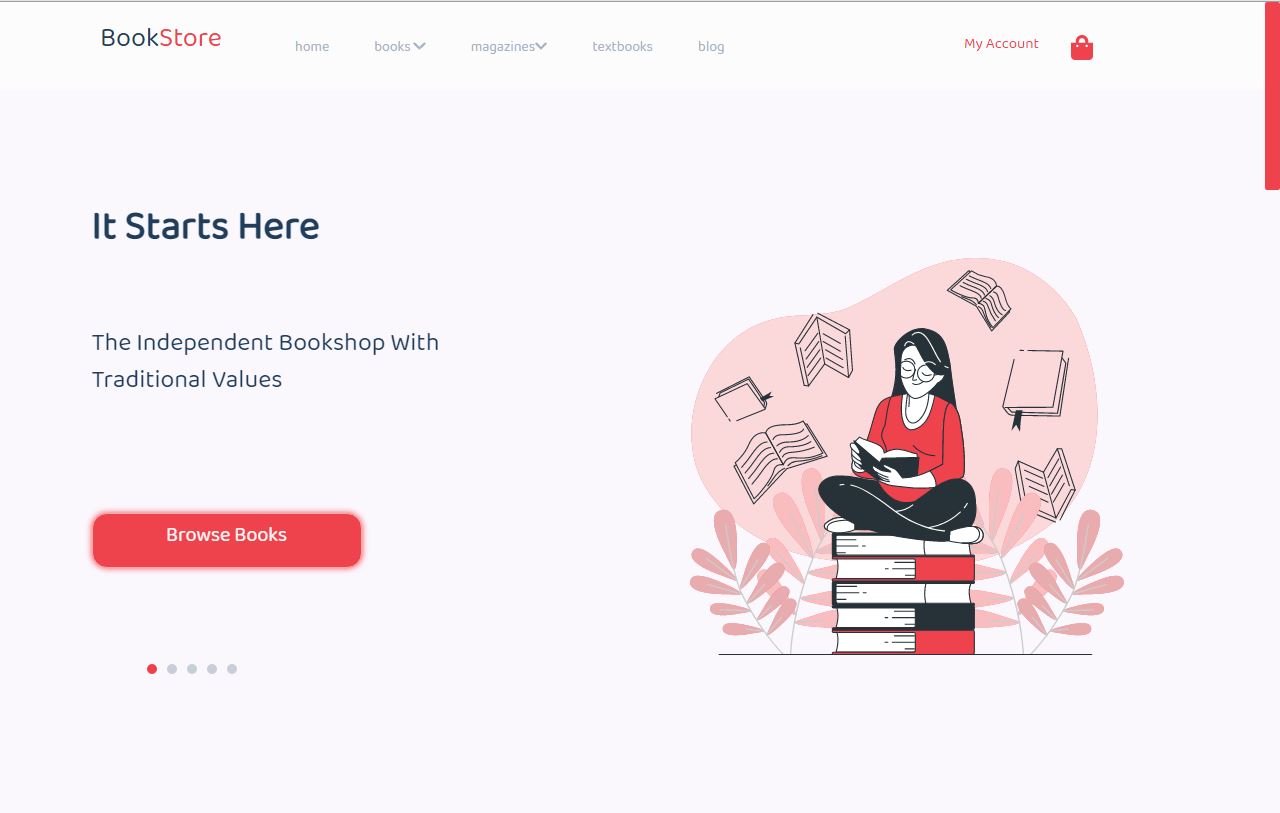 BookStore
home books magazines textbooks blog My Account
It Starts Here
The Independent Bookshop With
Traditional Values
Browse Books